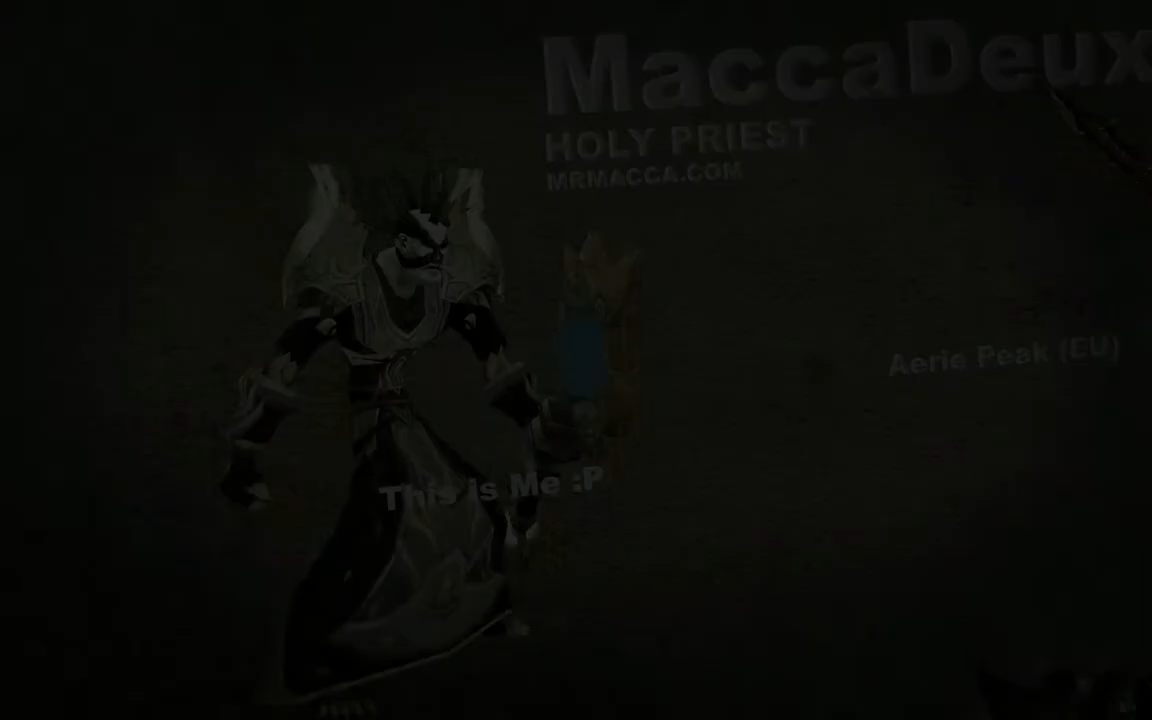 MaccaDeux
HOLY PRIEST
MRMACCA.COM
Aerie Peak (EU)
This is Me :P